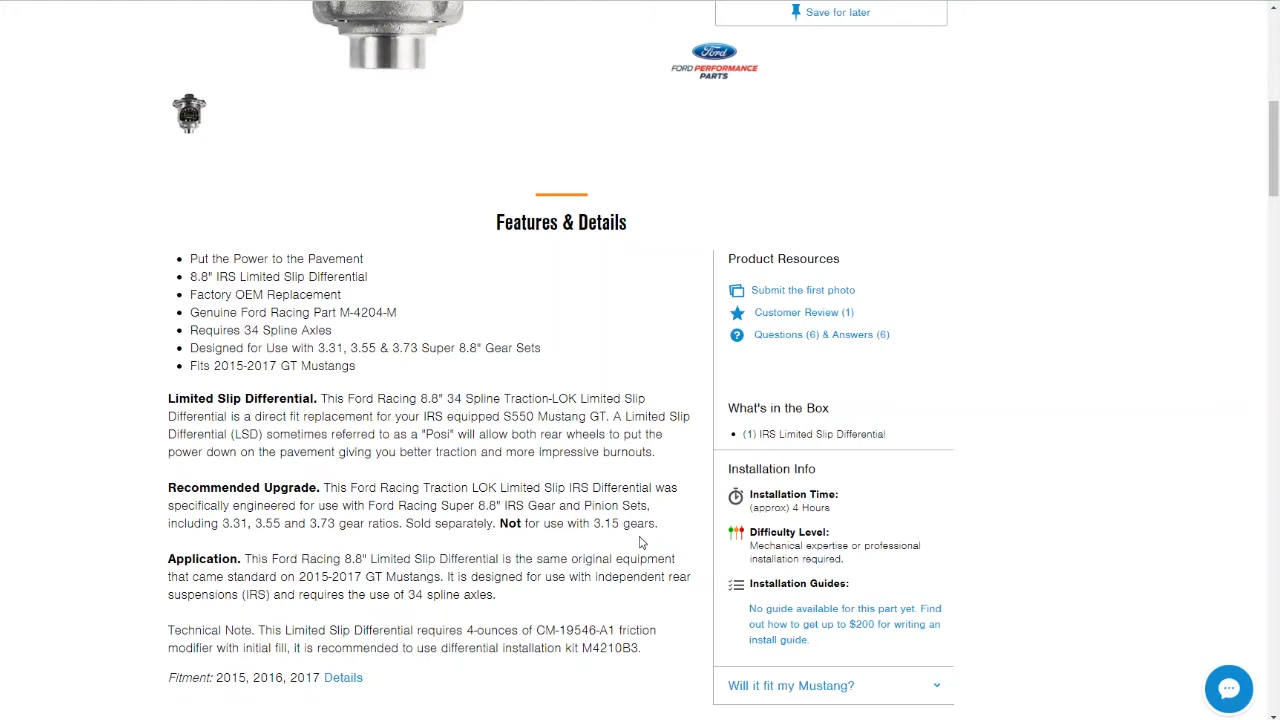 Save for later
Ford
FORD PERFORMANCE
PARTS
Features & Details
Put the Power to the Pavement
8.8" IRS Limited Slip Differential
Factory OEM Replacement
Genuine Ford Racing Part M-4204-M
Requires 34 Spline Axles
Designed for Use with 3.31, 3.55 & 3.73 Super 8.8" Gear Sets
Fits 2015-2017 GT Mustangs
Limited Slip Differential. This Ford Racing 8.8" 34 Spline Traction-LOK Limited Slip
Differential is a direct fit replacement for your IRS equipped S550 Mustang GT. A Limited Slip
Differential (LSD) sometimes referred to as a "Posi" will allow both rear wheels to put the
power down on the pavement giving you better traction and more impressive burnouts.
Recommended Upgrade. This Ford Racing Traction LOK Limited Slip IRS Differential was
specifically engineered for use with Ford Racing Super 8.8" IRS Gear and Pinion Sets,
including 3.31, 3.55 and 3.73 gear ratios. Sold separately. Not for use with 3.15 gears.
Application. This Ford Racing 8.8" Limited Slip Differential is the same original equipment
that came standard on 2015-2017 GT Mustangs. It is designed for use with independent rear
suspensions (IRS) and requires the use of 34 spline axles.
Technical Note. This Limited Slip Differential requires 4-ounces of CM-19546-A1 friction
modifier with initial fill, it is recommended to use differential installation kit M4210B3.
Fitment: 2015, 2016, 2017 Details
Product Resources
Submit the first photo
Customer Review (1)
Questions (6) & Answers (6)
What's in the Box
(1) IRS Limited Slip Differential
Installation Info
Installation Time:
(approx) 4 Hours
Difficulty Level:
Mechanical expertise or professional
installation required.
Installation Guides:
No guide available for this part yet. Find
out how to get up to $200 for writing an
install guide.
Will it fit my Mustang?